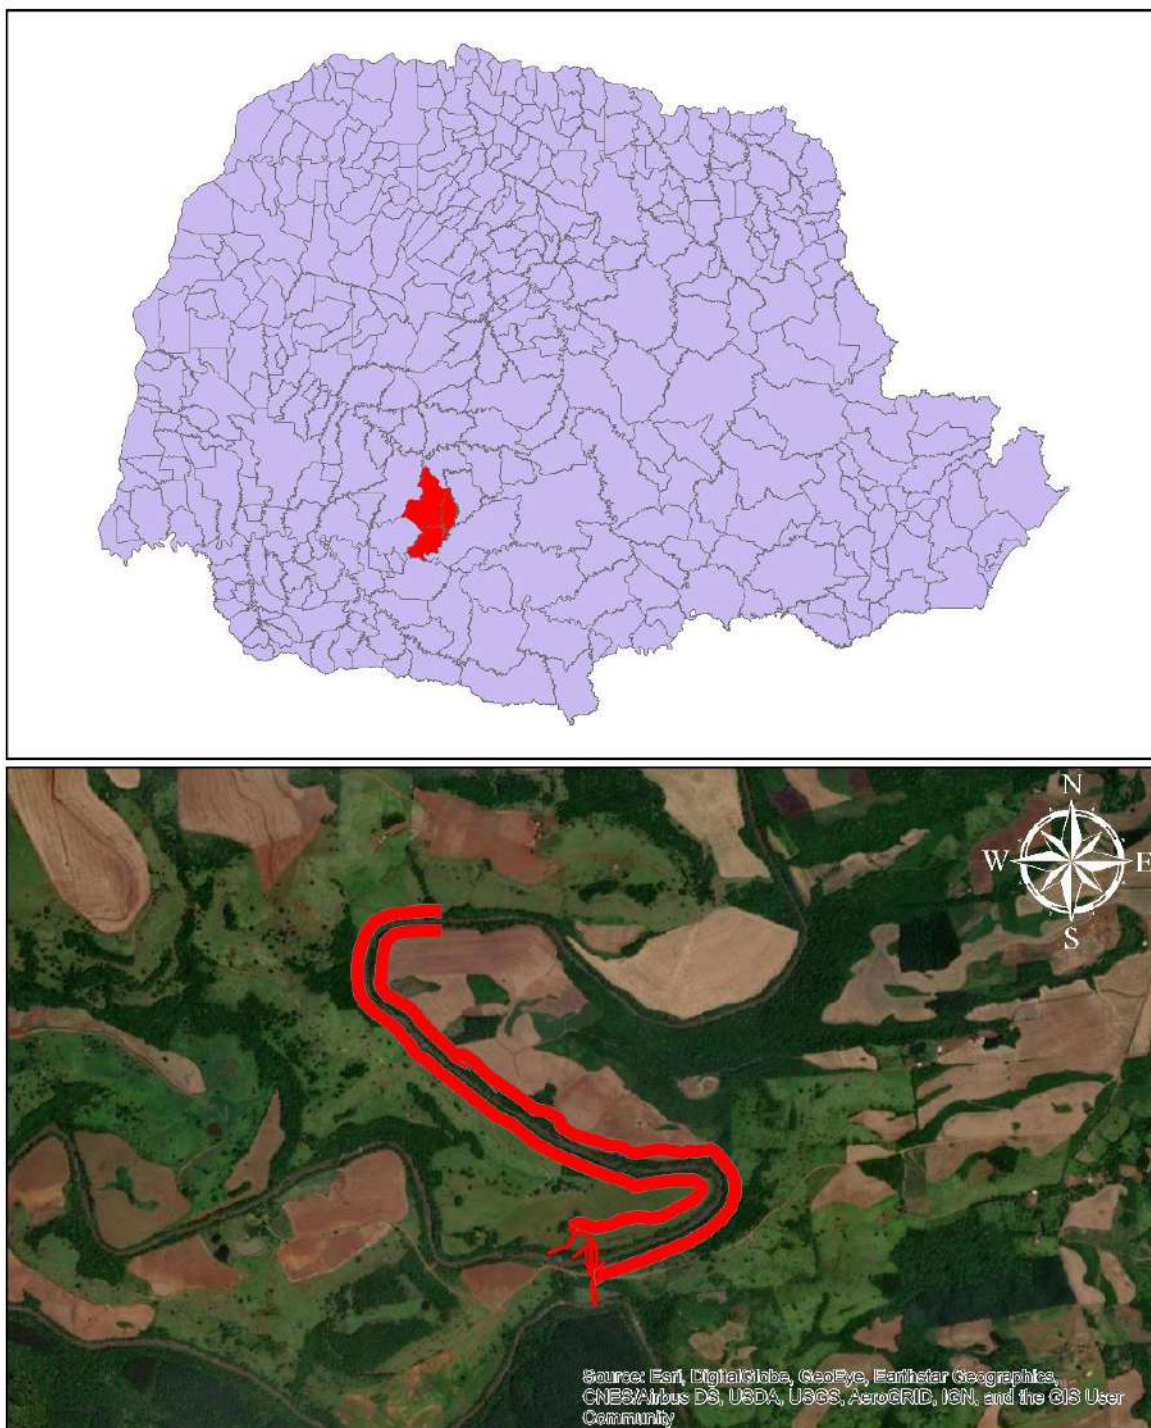 N
W E
S
Source: Esri, DigitalGlobe, GeoEye, Earthstar Geographics,
CNES/Airbus DS, USDA, USGS, AeroGRID, IGN, and the GIS User
Community